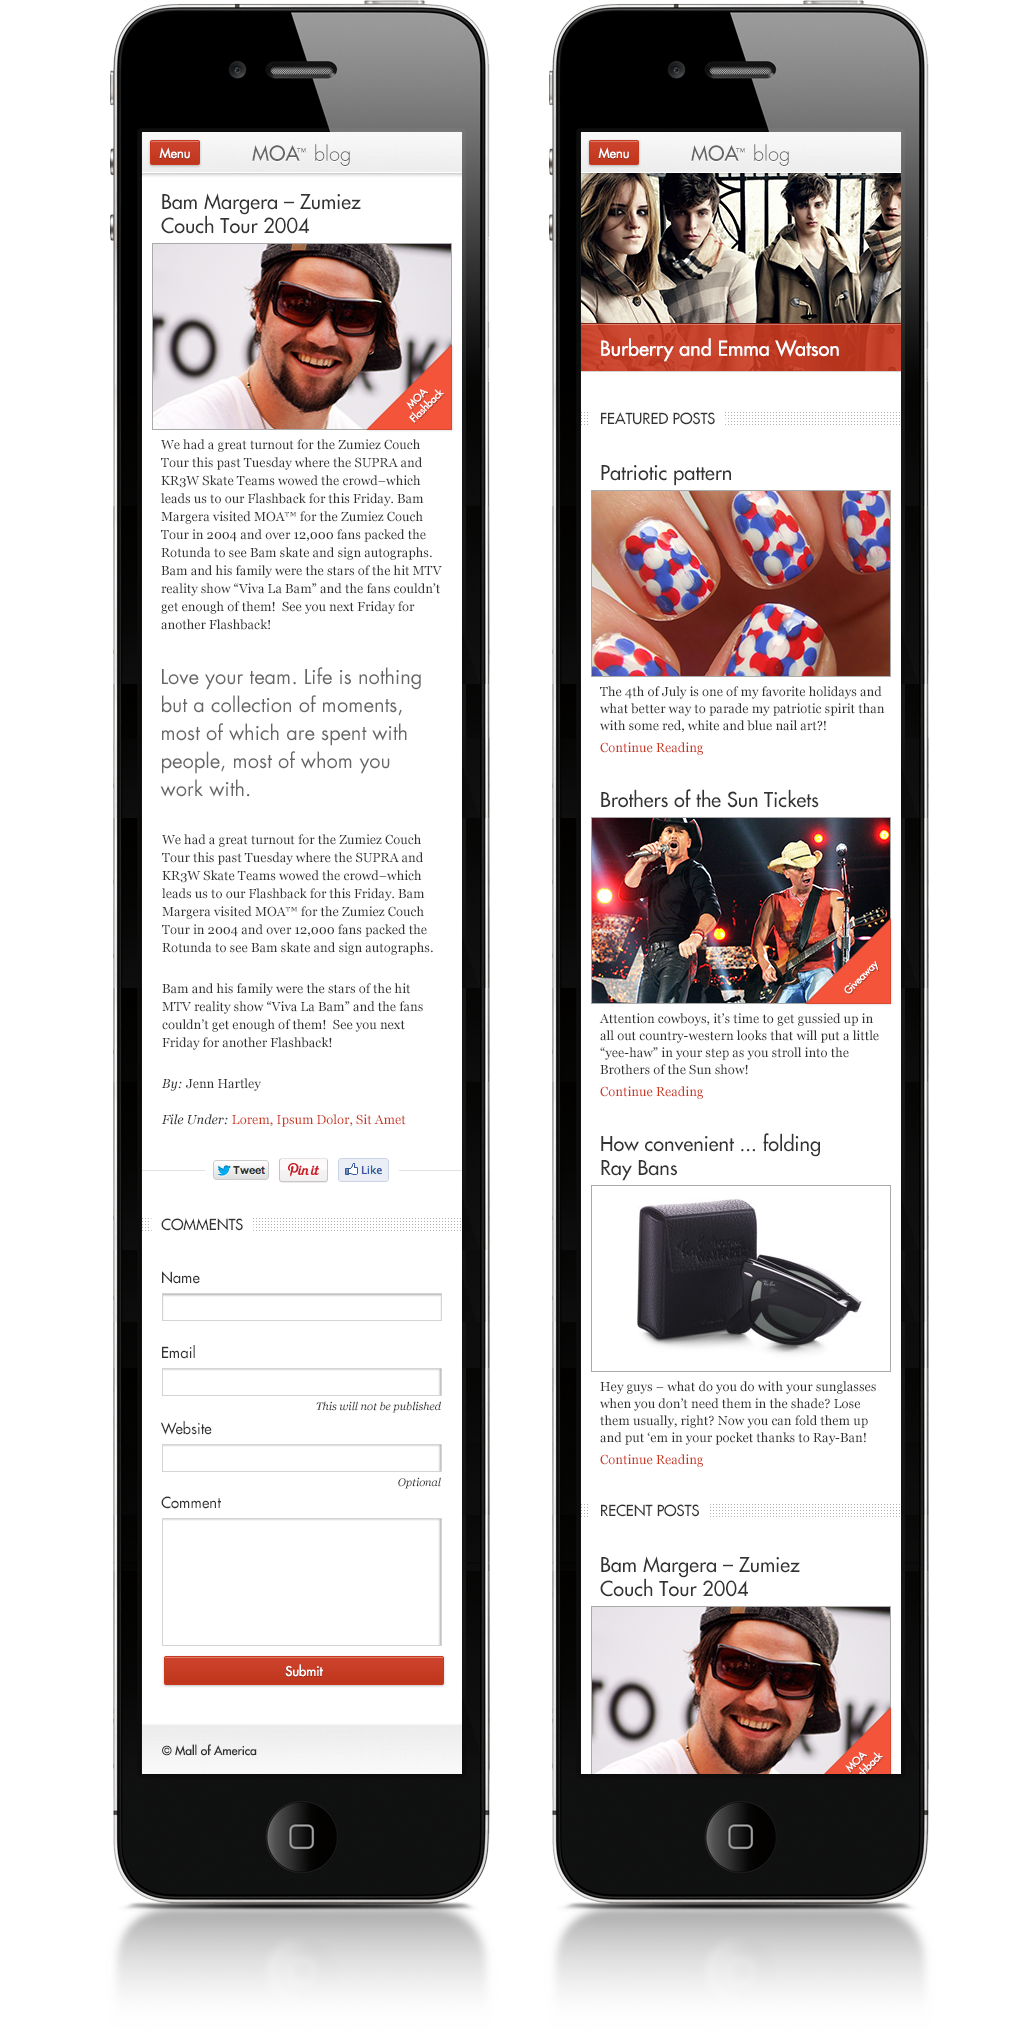 Menu
MOA™ blog
Bam Margera – Zumiez
Couch Tour 2004
TO
MOA
Flashback
We had a great turnout for the Zumiez Couch
Tour this past Tuesday where the SUPRA and
KR3W Skate Teams wowed the crowd–which
leads us to our Flashback for this Friday. Bam
Margera visited MOA™ for the Zumiez Couch
Tour in 2004 and over 12,000 fans packed the
Rotunda to see Bam skate and sign autographs.
Bam and his family were the stars of the hit MTV
reality show “Viva La Bam” and the fans couldn’t
get enough of them!  See you next Friday for
another Flashback!
Love your team. Life is nothing
but a collection of moments,
most of which are spent with
people, most of whom you
work with.
We had a great turnout for the Zumiez Couch
Tour this past Tuesday where the SUPRA and
KR3W Skate Teams wowed the crowd–which
leads us to our Flashback for this Friday. Bam
Margera visited MOA™ for the Zumiez Couch
Tour in 2004 and over 12,000 fans packed the
Rotunda to see Bam skate and sign autographs.
Bam and his family were the stars of the hit
MTV reality show “Viva La Bam” and the fans
couldn’t get enough of them!  See you next
Friday for another Flashback!
By: Jenn Hartley
File Under: Lorem, Ipsum Dolor, Sit Amet
Tweet
Pin it
Like
COMMENTS
Name
Email
This will not be published
Website
Optional
Comment
Submit
© Mall of America
Menu
MOA™ blog
Burberry and Emma Watson
FEATURED POSTS
Patriotic pattern
The 4th of July is one of my favorite holidays and
what better way to parade my patriotic spirit than
with some red, white and blue nail art?!
Continue Reading
Brothers of the Sun Tickets
Giveaway
Attention cowboys, it’s time to get gussied up in
all out country-western looks that will put a little
“yee-haw” in your step as you stroll into the
Brothers of the Sun show!
Continue Reading
How convenient ... folding
Ray Bans
Hey guys – what do you do with your sunglasses
when you don’t need them in the shade? Lose
them usually, right? Now you can fold them up
and put ‘em in your pocket thanks to Ray-Ban!
Continue Reading
RECENT POSTS
Bam Margera – Zumiez
Couch Tour 2004
TO
MOA